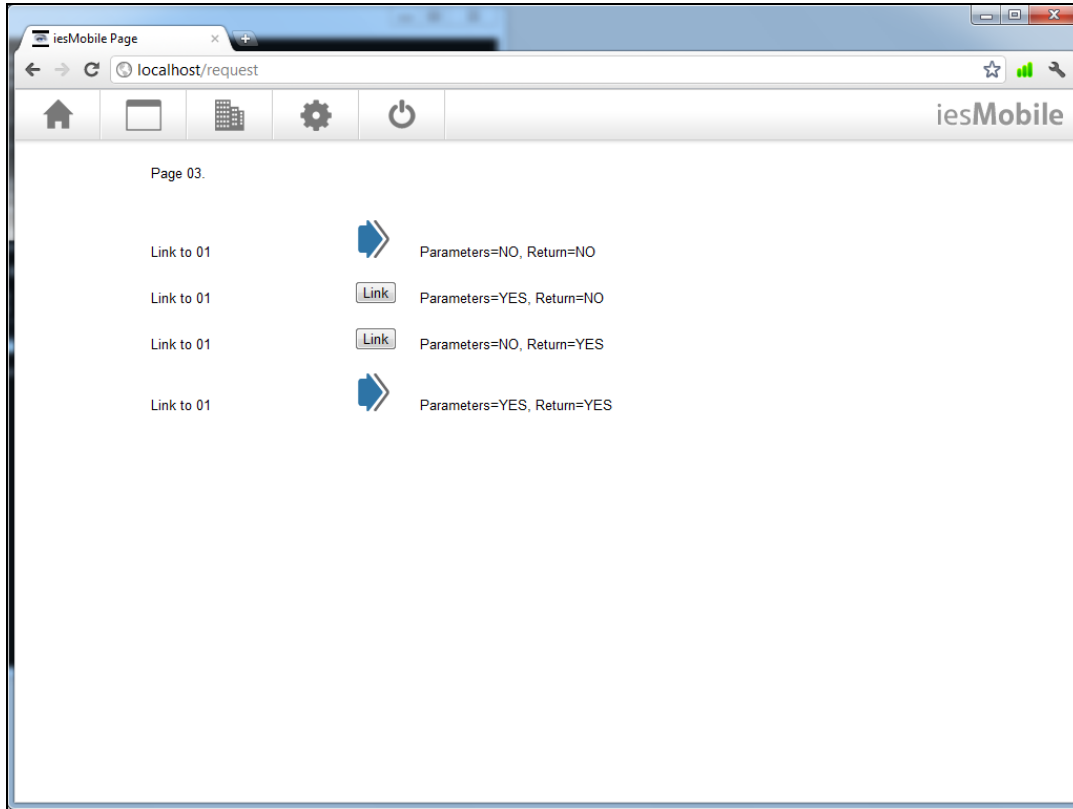 iesMobile Page
localhost/request
iesMobile
Page 03.
Link to 01 Parameters=NO, Return=NO
Link to 01 Link Parameters=YES, Return=NO
Link to 01 Link Parameters=NO, Return=YES
Link to 01 Parameters=YES, Return=YES